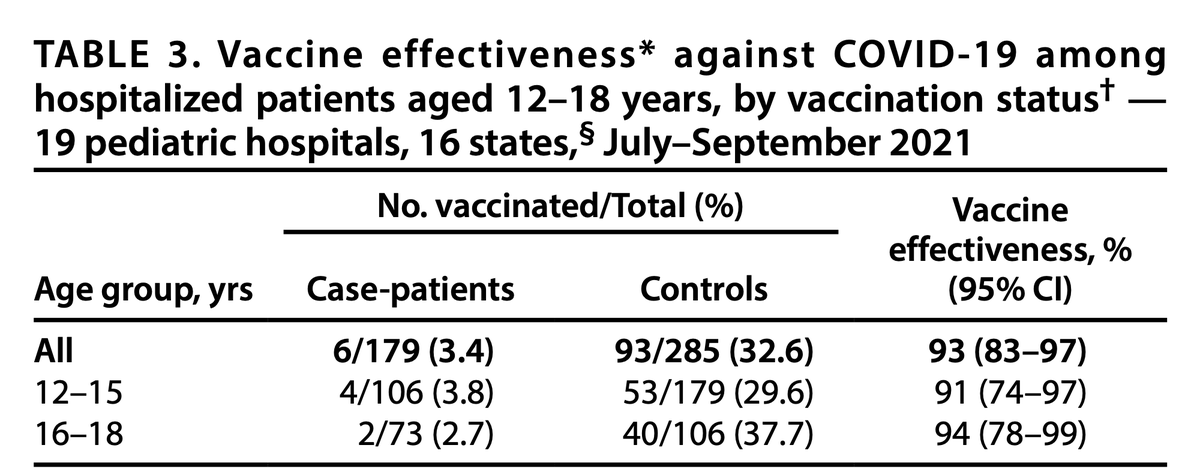 TABLE 3. Vaccine effectiveness* against COVID-19 among
hospitalized patients aged 12–18 years, by vaccination status† —
19 pediatric hospitals, 16 states,§ July–September 2021
No. vaccinated/Total (%)
Vaccine
effectiveness, %
(95% CI)
Age group, yrs Case-patients Controls
All 6/179 (3.4) 93/285 (32.6) 93 (83–97)
12–15 4/106 (3.8) 53/179 (29.6) 91 (74–97)
16–18 2/73 (2.7) 40/106 (37.7) 94 (78–99)